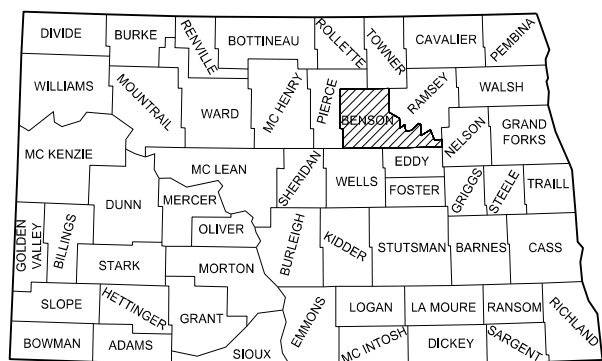 DIVIDE
BURKE
RENVILLE
BOTTINEAU
ROLLETTE
TOWNER
CAVALIER
PEMBINA
WILLIAMS
MOUNTRAIL
WARD
MC HENRY
PIERCE
BENSON
RAMSEY
WALSH
NELSON
GRAND
FORKS
MC KENZIE
MC LEAN
SHERIDAN
WELLS
EDDY
FOSTER
GRIGGS
STEELE
TRAILL
DUNN
MERCER
OLIVER
GOLDEN
VALLEY
BILLINGS
STARK
MORTON
BURLEIGH
KIDDER
STUTSMAN
BARNES
CASS
SLOPE
HETTINGER
GRANT
EMMONS
LOGAN
LA MOURE
RANSOM
RICHLAND
BOWMAN
ADAMS
SIOUX
MC INTOSH
DICKEY
SARGENT